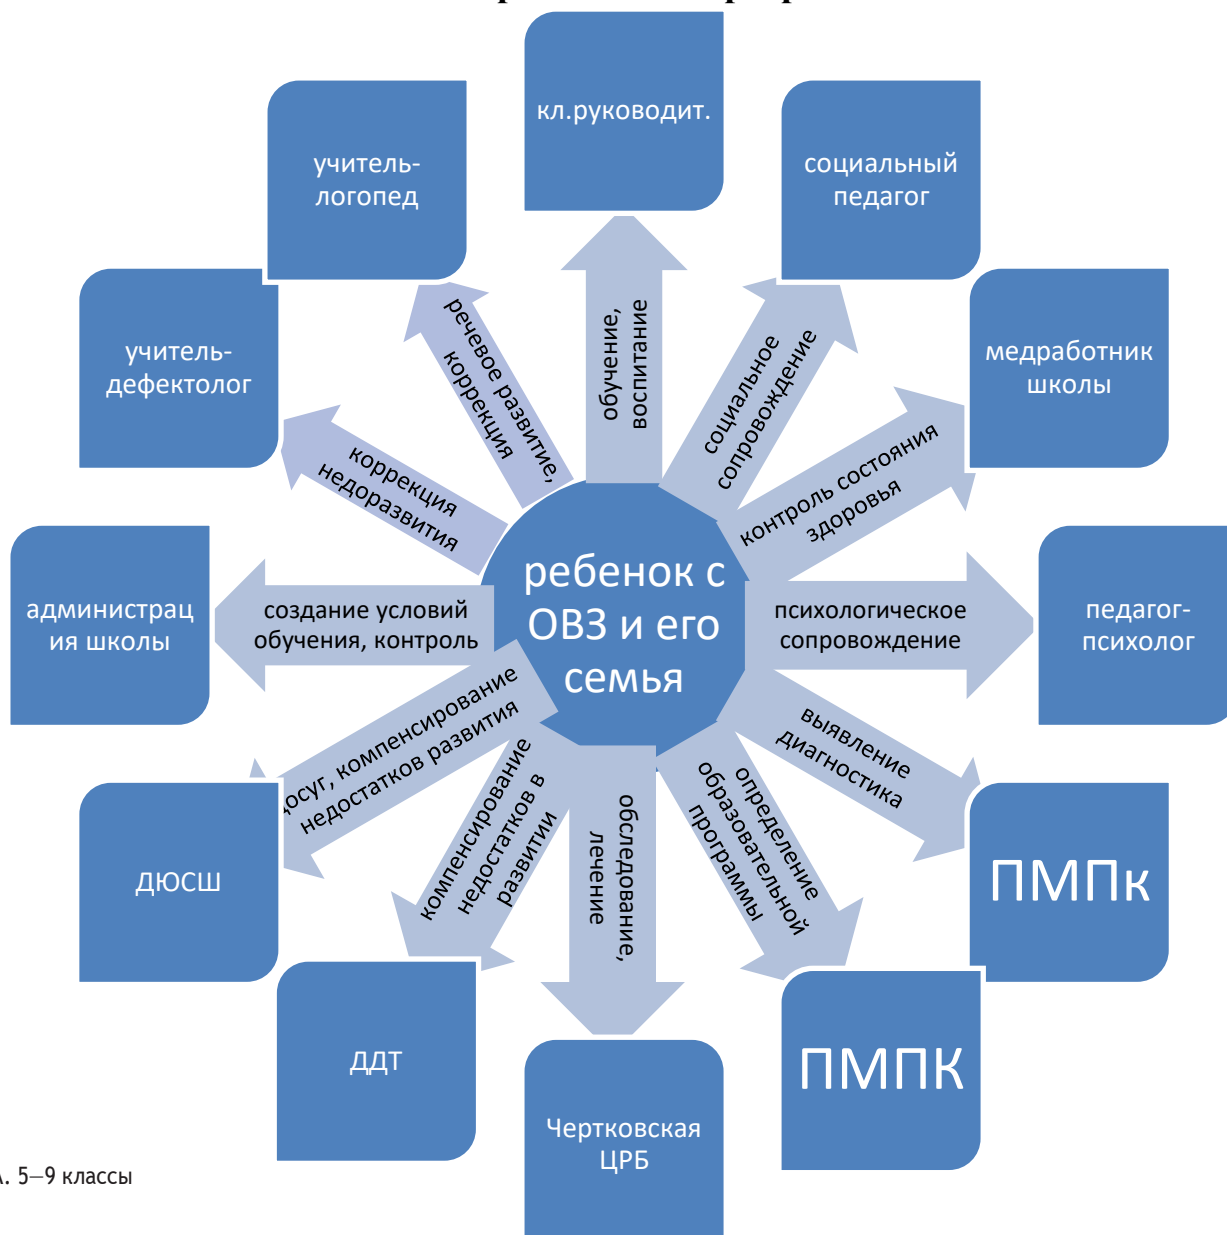 кл.руководит.
социальный
педагог
медработник
школы
педагог-
психолог
ПМПк
ПМПК
Чертковская
ЦРБ
ДДТ
ДЮСШ
администрац
ия школы
учитель-
дефектолог
учитель-
логопед
обучение,
воспитание
социальное
сопровождение
контроль состояния
здоровья
психологическое
сопровождение
выявление
диагностика
определение
образовательной
программы
обследование,
лечение
компенсирование
недостатков в
развитии
досуг, компенсирование
недостатков развития
создание условий
обучения, контроль
коррекция
недоразвития
речевое развитие,
коррекция
ребенок с
ОВЗ и его
семья
5–9 классы